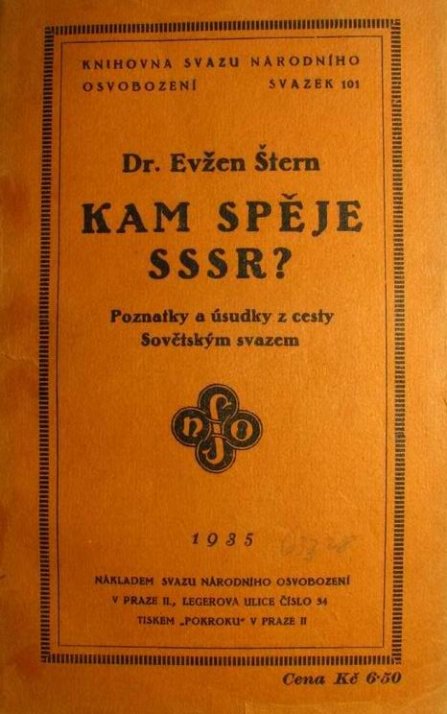 KNIHOVNA SVAZU NÁRODNÍHO
OSVOBOZENÍ SVAZEK 101
Dr. Evžen Štern
KAM SPĚJE
SSSR?
Poznatky a úsudky z cesty
Sovětským svazem
S
n O
S
1935
NÁKLADEM SVAZU NÁRODNÍHO OSVOBOZENÍ
V PRAZE II., LEGEROVA ULICE ČÍSLO 34
TISKEM „POKROKU“ V PRAZE II
Cena Kč 6·50